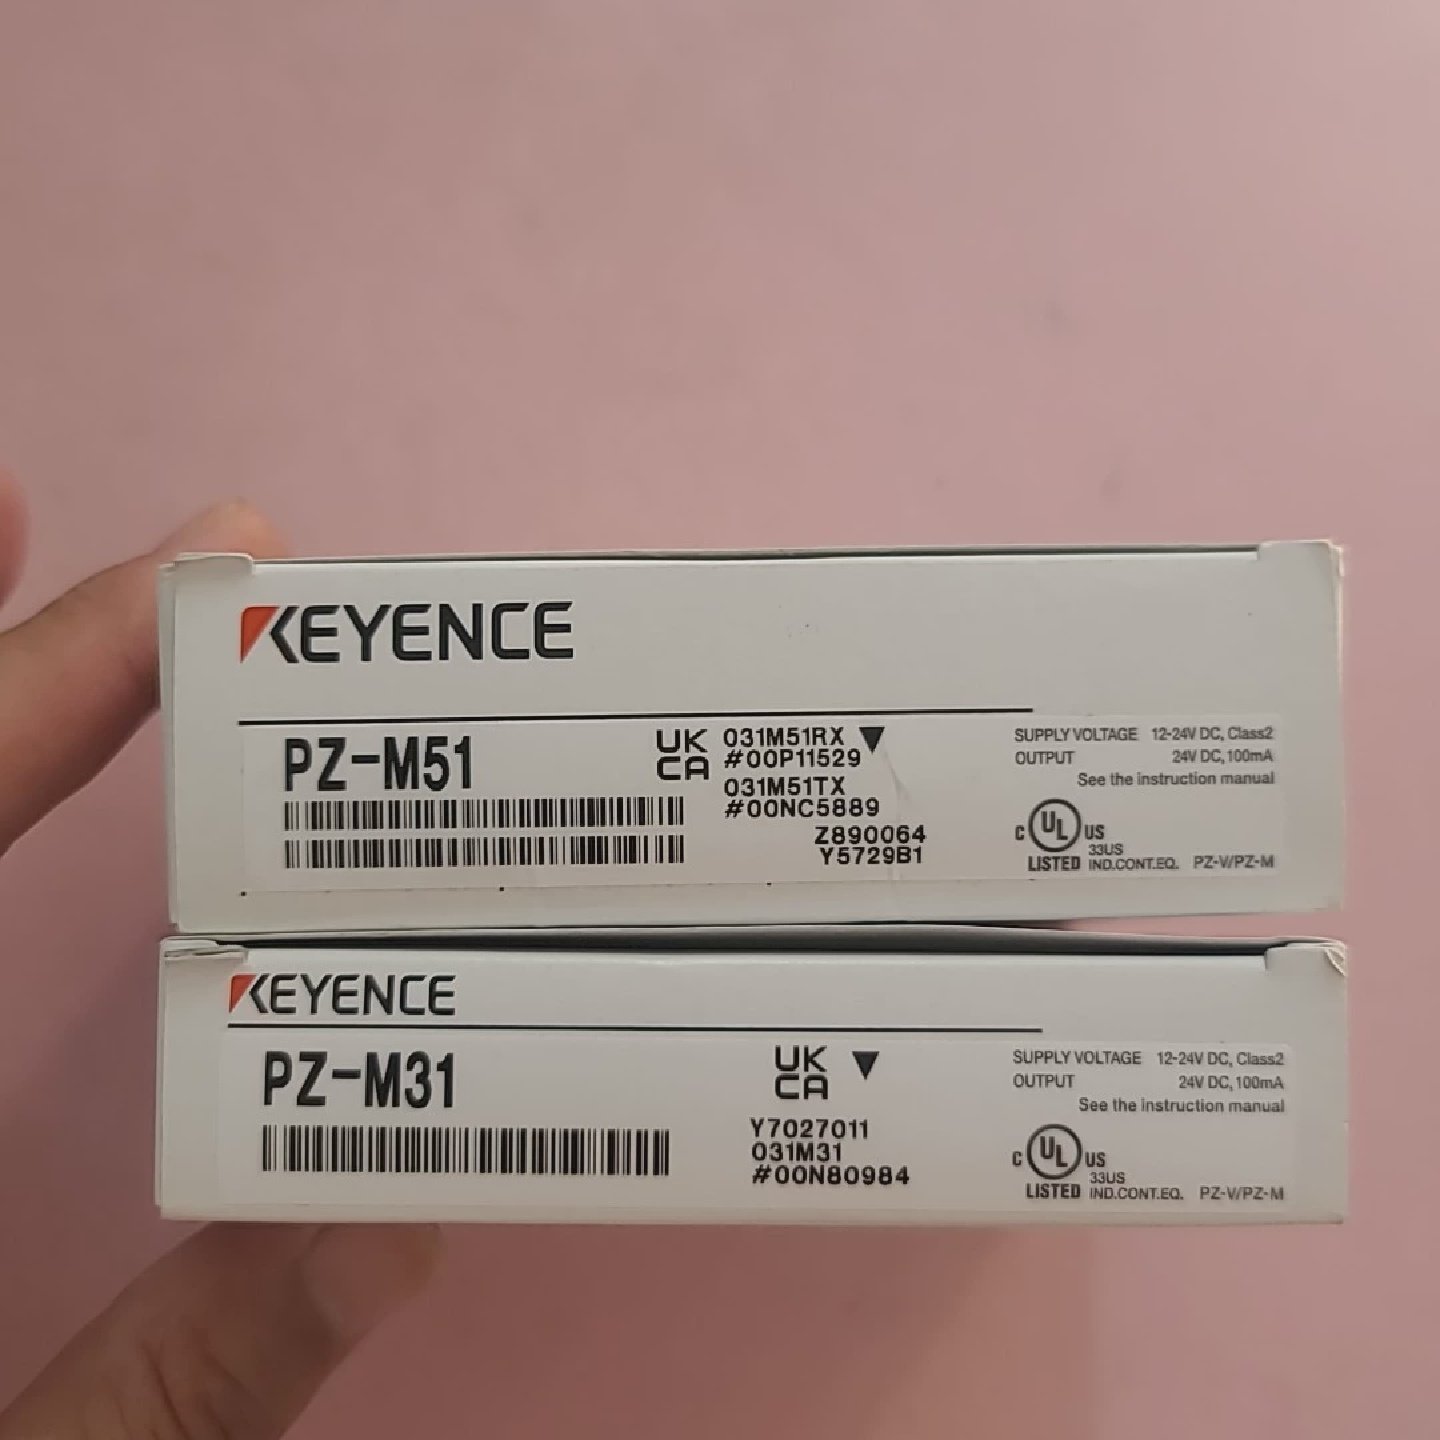 KEYENCE
PZ-M51
UK
CA
031M51RX
#00P11529
031M51TX
#00NC5889
Z890064
Y5729B1
SUPPLY VOLTAGE 12-24V DC, Class2
OUTPUT 24V DC, 100mA
See the instruction manual
C UL US
33US
LISTED IND.CONT.EQ. PZ-V/PZ-M
KEYENCE
PZ-M31
UK
CA
Y7027011
031M31
#00N80984
SUPPLY VOLTAGE 12-24V DC, Class2
OUTPUT 24V DC, 100mA
See the instruction manual
C UL US
33US
LISTED IND.CONT.EQ. PZ-V/PZ-M